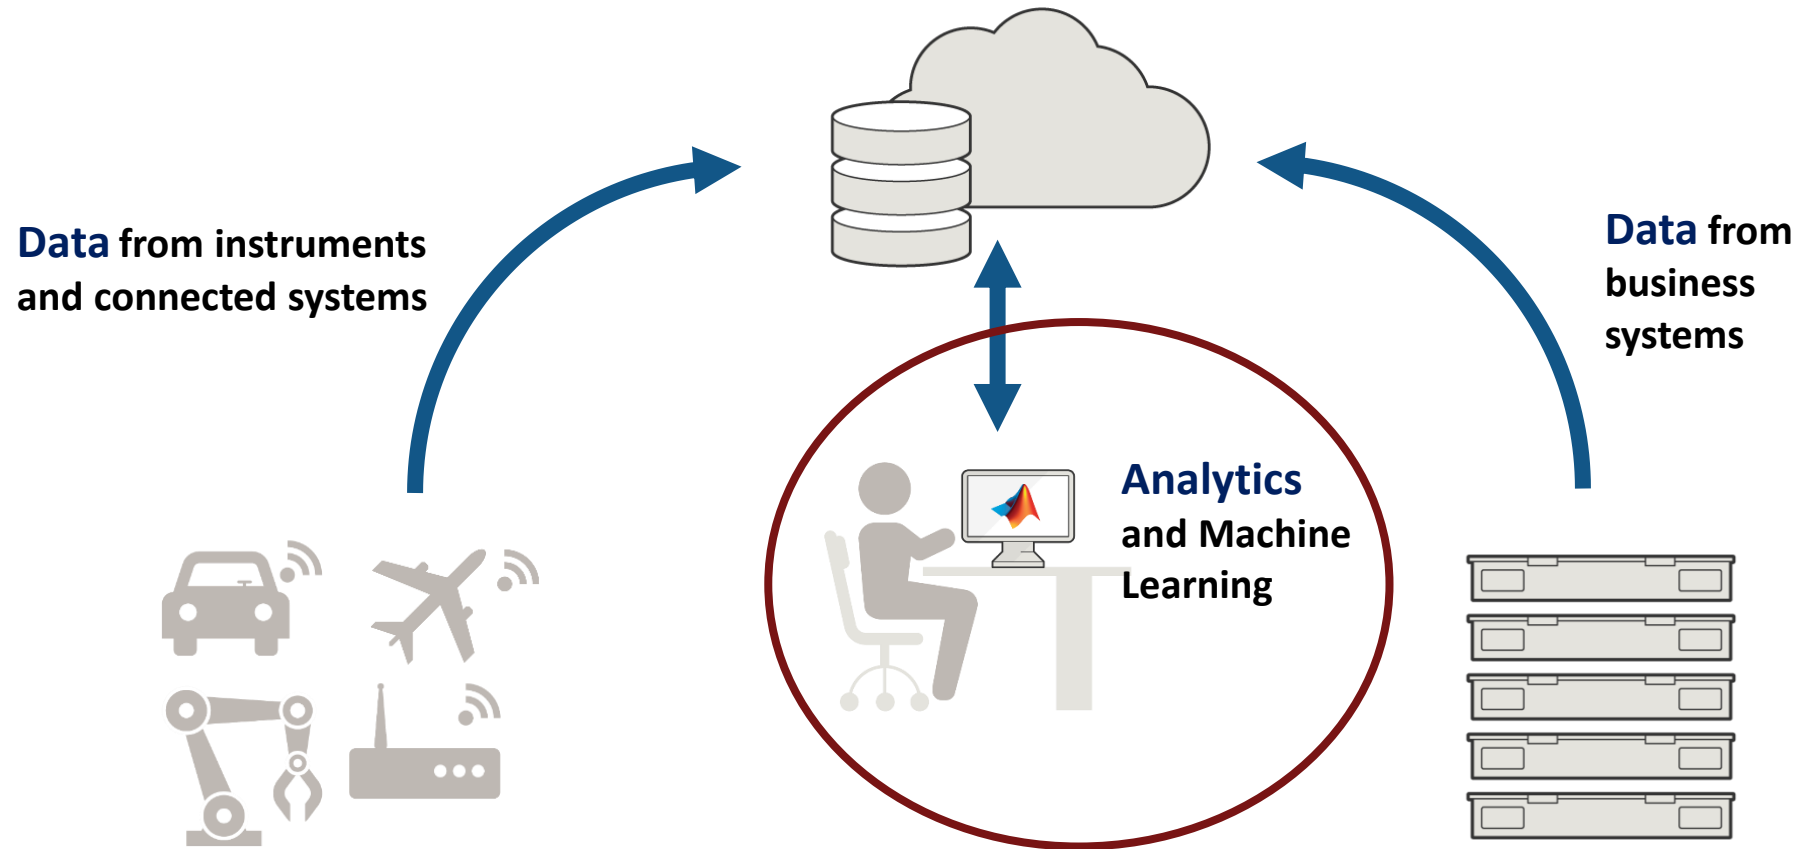 Data from instruments
and connected systems
Data from
business
systems
Analytics
and Machine
Learning